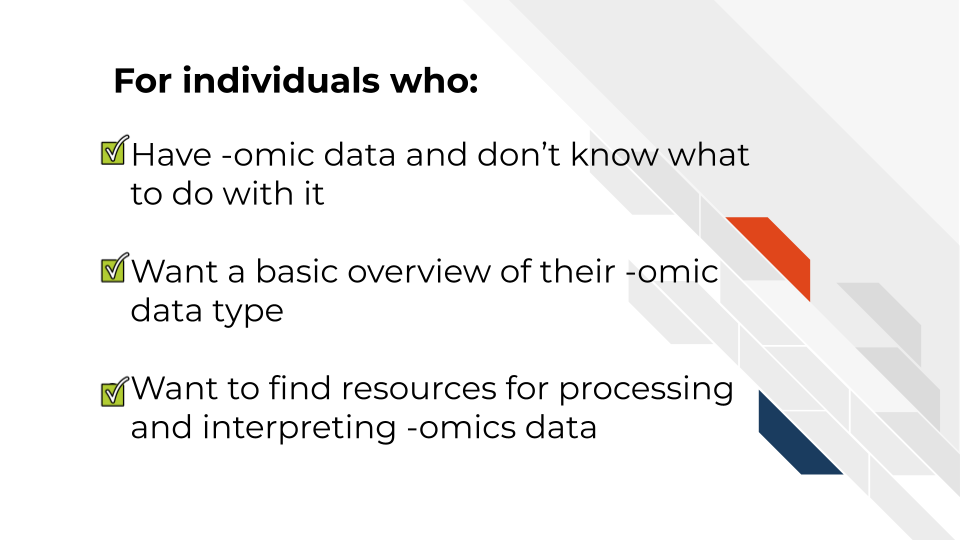 For individuals who:
Have -omic data and don’t know what
to do with it
Want a basic overview of their -omic
data type
Want to find resources for processing
and interpreting -omics data